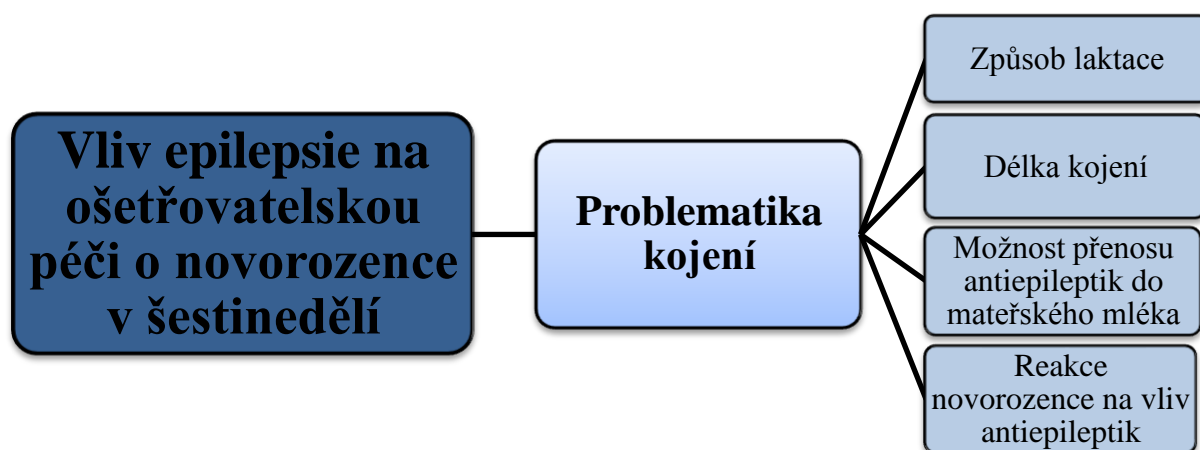 Vliv epilepsie na
ošetřovatelskou
péči o novorozence
v šestinedělí
Problematika
kojení
Způsob laktace
Délka kojení
Možnost přenosu
antiepileptik do
mateřského mléka
Reakce
novorozence na vliv
antiepileptik